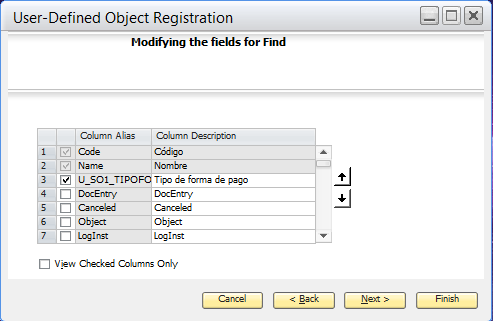 User-Defined Object Registration
Modifying the fields for Find
Column Alias Column Description
1 Code Código
2 Name Nombre
3 U_SO1_TIPOFO Tipo de forma de pago
4 DocEntry DocEntry
5 Canceled Canceled
6 Object Object
7 LogInst LogInst
View Checked Columns Only
Cancel < Back Next > Finish